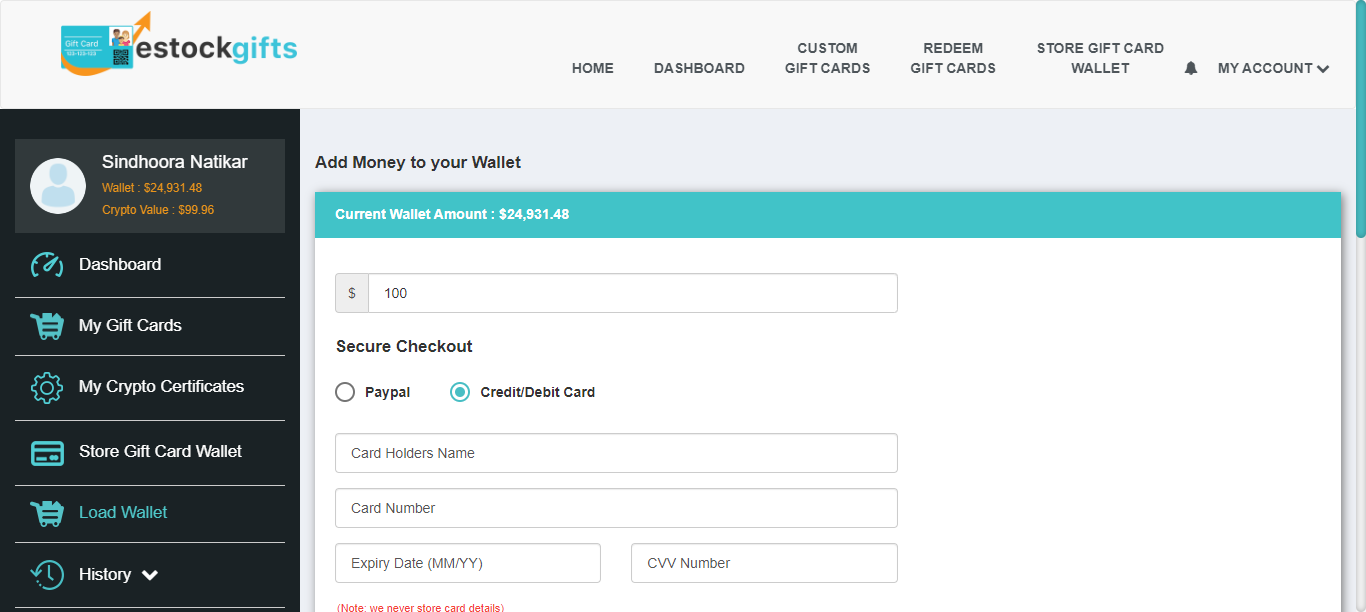 Gift Card
123-123-123
estockgifts
HOME
DASHBOARD
CUSTOM
GIFT CARDS
REDEEM
GIFT CARDS
STORE GIFT CARD
WALLET
MY ACCOUNT
Sindhoora Natikar
Wallet : $24,931.48
Crypto Value : $99.96
Dashboard
My Gift Cards
My Crypto Certificates
Store Gift Card Wallet
Load Wallet
History
Add Money to your Wallet
Current Wallet Amount : $24,931.48
$ 100
Secure Checkout
Paypal Credit/Debit Card
Card Holders Name
Card Number
Expiry Date (MM/YY) CVV Number
(Note: we never store card details)